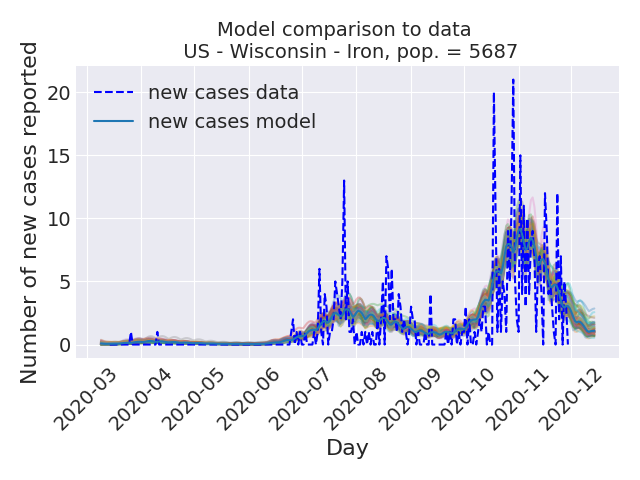 Model comparison to data
US - Wisconsin - Iron, pop. = 5687
Number of new cases reported
20
15
10
5
0
new cases data
new cases model
2020-03
2020-04
2020-05
2020-06
2020-07
2020-08
2020-09
2020-10
2020-11
2020-12
Day